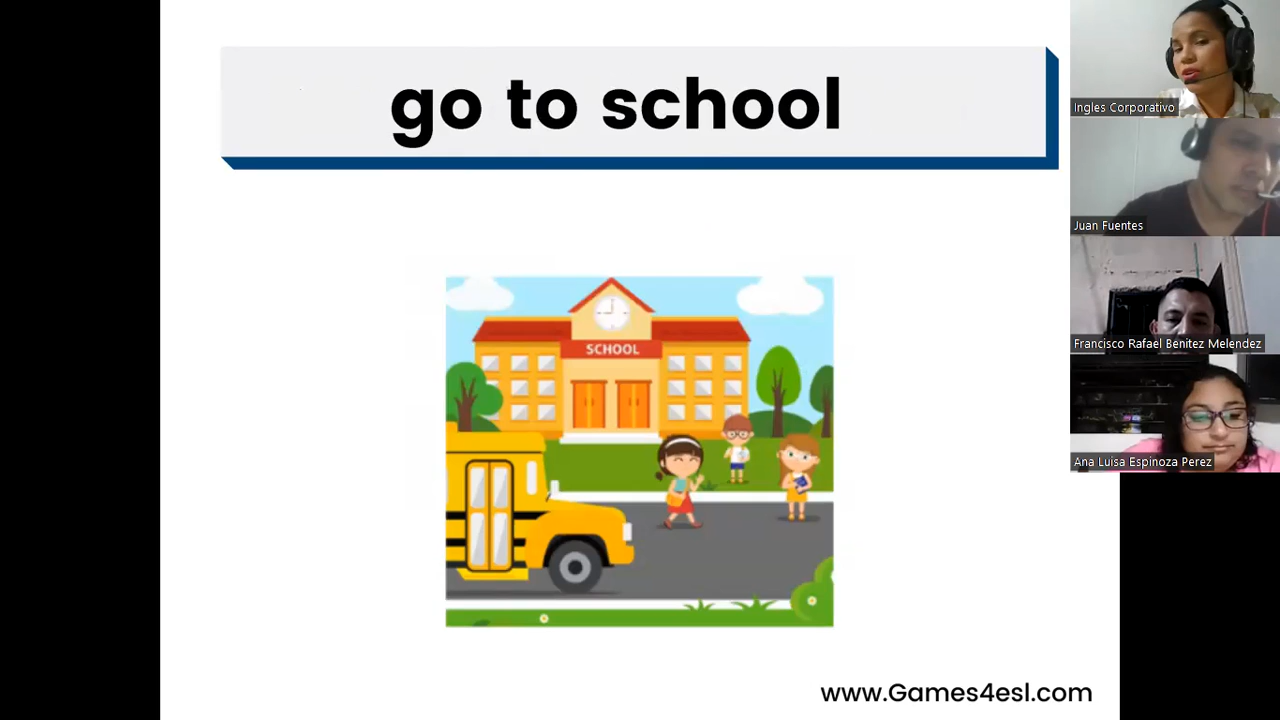 go to school
SCHOOL
www.Games4esl.com
Ingles Corporativo
Juan Fuentes
Francisco Rafael Benitez Melendez
Ana Luisa Espinoza Perez